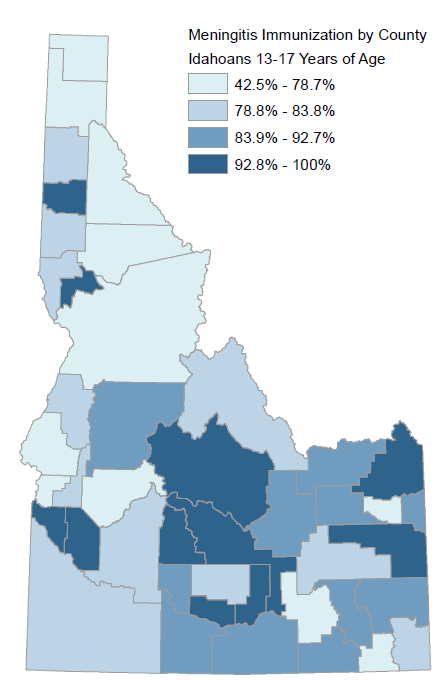 Meningitis Immunization by County
Idahoans 13-17 Years of Age
42.5% - 78.7%
78.8% - 83.8%
83.9% - 92.7%
92.8% - 100%